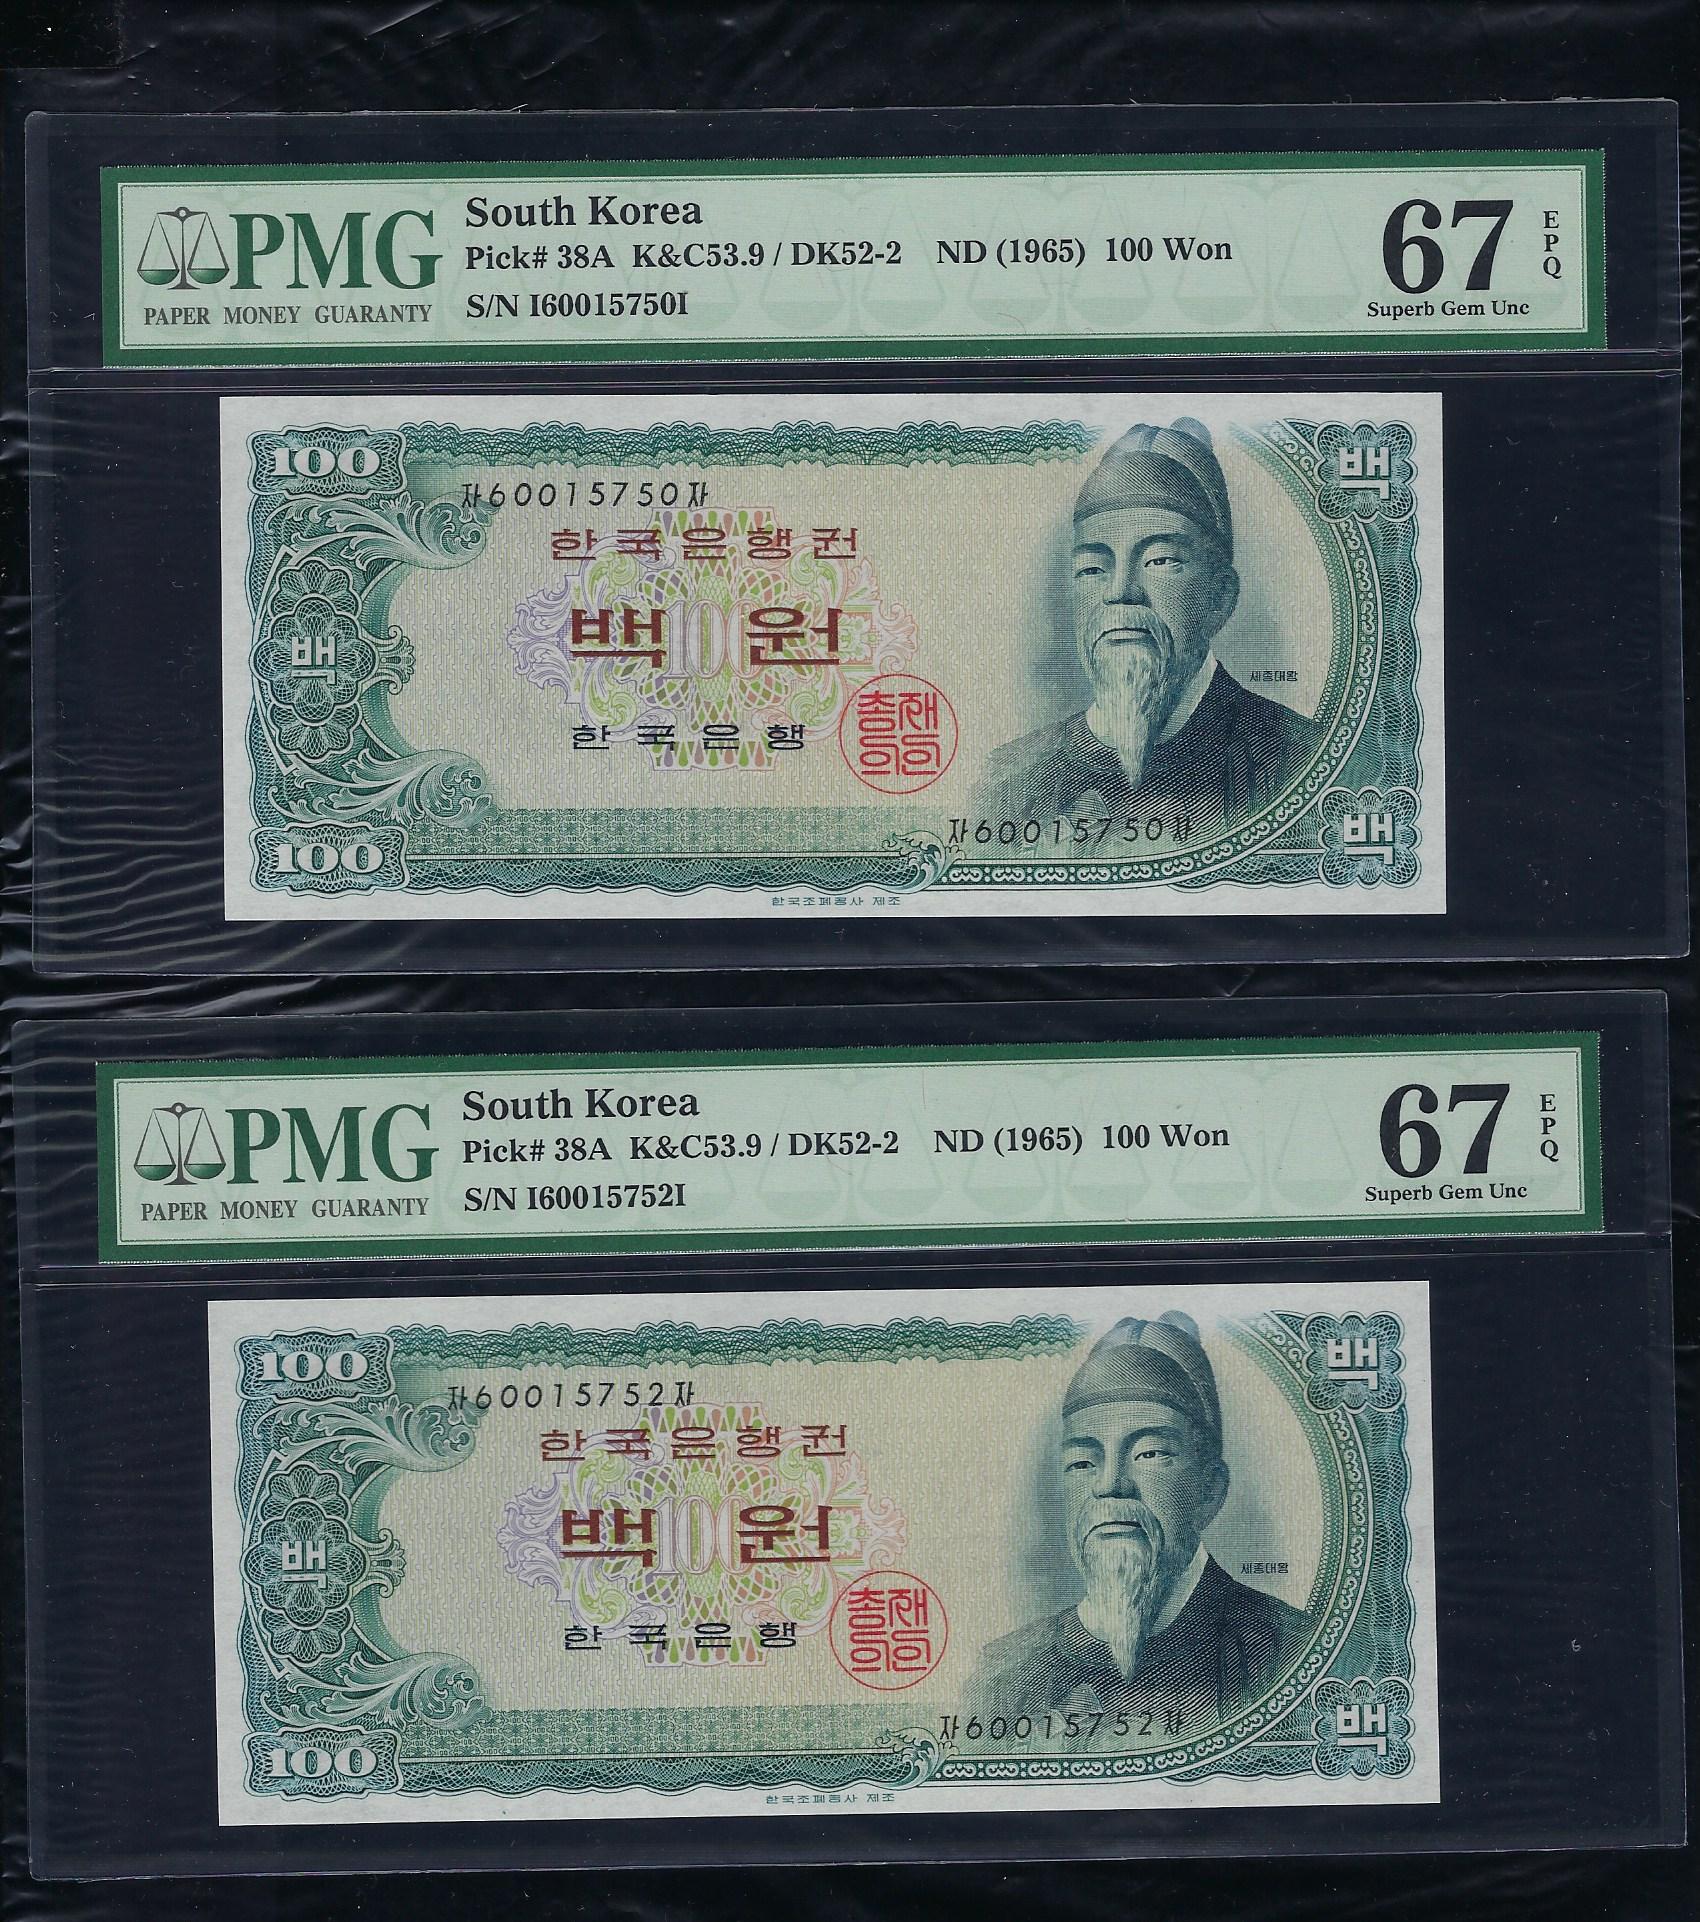 PMG
PAPER MONEY GUARANTY
South Korea
Pick# 38A K&C53.9 / DK52-2 ND (1965) 100 Won
S/N I60015750I
67
EPQ
Superb Gem Unc
100
백
자60015750자
한국은행권
백
100
백 원
세종대왕
한국은행
총재의인
자60015750자
100
백
한국조폐공사 제조
PMG
PAPER MONEY GUARANTY
South Korea
Pick# 38A K&C53.9 / DK52-2 ND (1965) 100 Won
S/N I60015752I
67
EPQ
Superb Gem Unc
100
백
자60015752자
한국은행권
백
100
백 원
세종대왕
한국은행
총재의인
자60015752자
100
백
한국조폐공사 제조